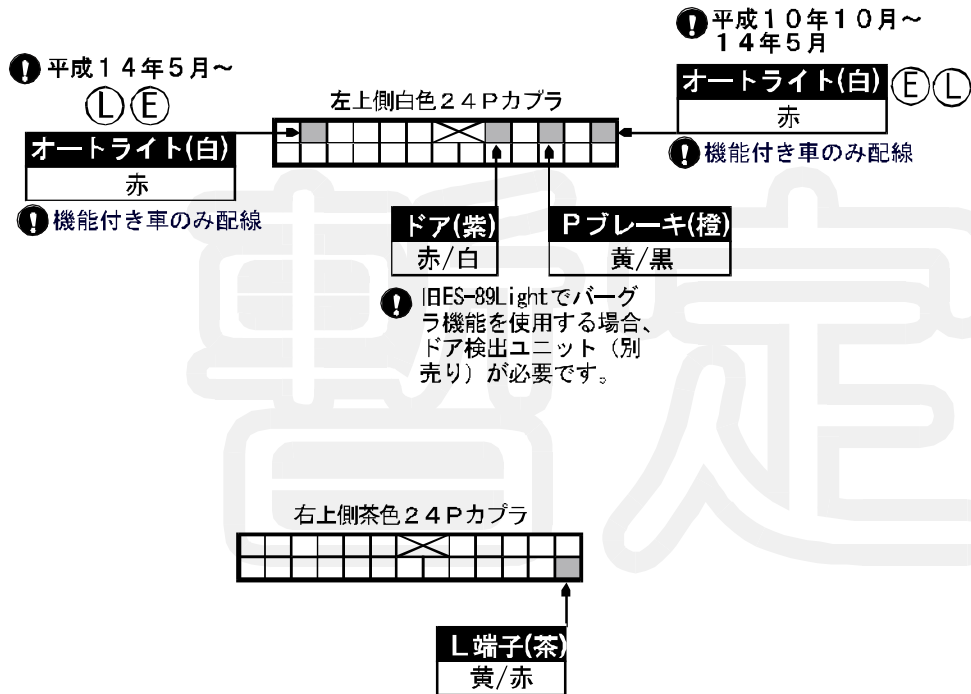 平成１４年５月～
Ⓛ Ⓔ
オートライト(白)
赤
機能付き車のみ配線
左上側白色２４Ｐカプラ
平成１０年１０月～
１４年５月
オートライト(白)
Ⓔ Ⓛ
赤
機能付き車のみ配線
ドア(紫)
赤/白
Ｐブレーキ(橙)
黄/黒
旧ES-89Lightでバーグ
ラ機能を使用する場合、
ドア検出ユニット（別
売り）が必要です。
暫定
右上側茶色２４Ｐカプラ
Ｌ端子(茶)
黄/赤